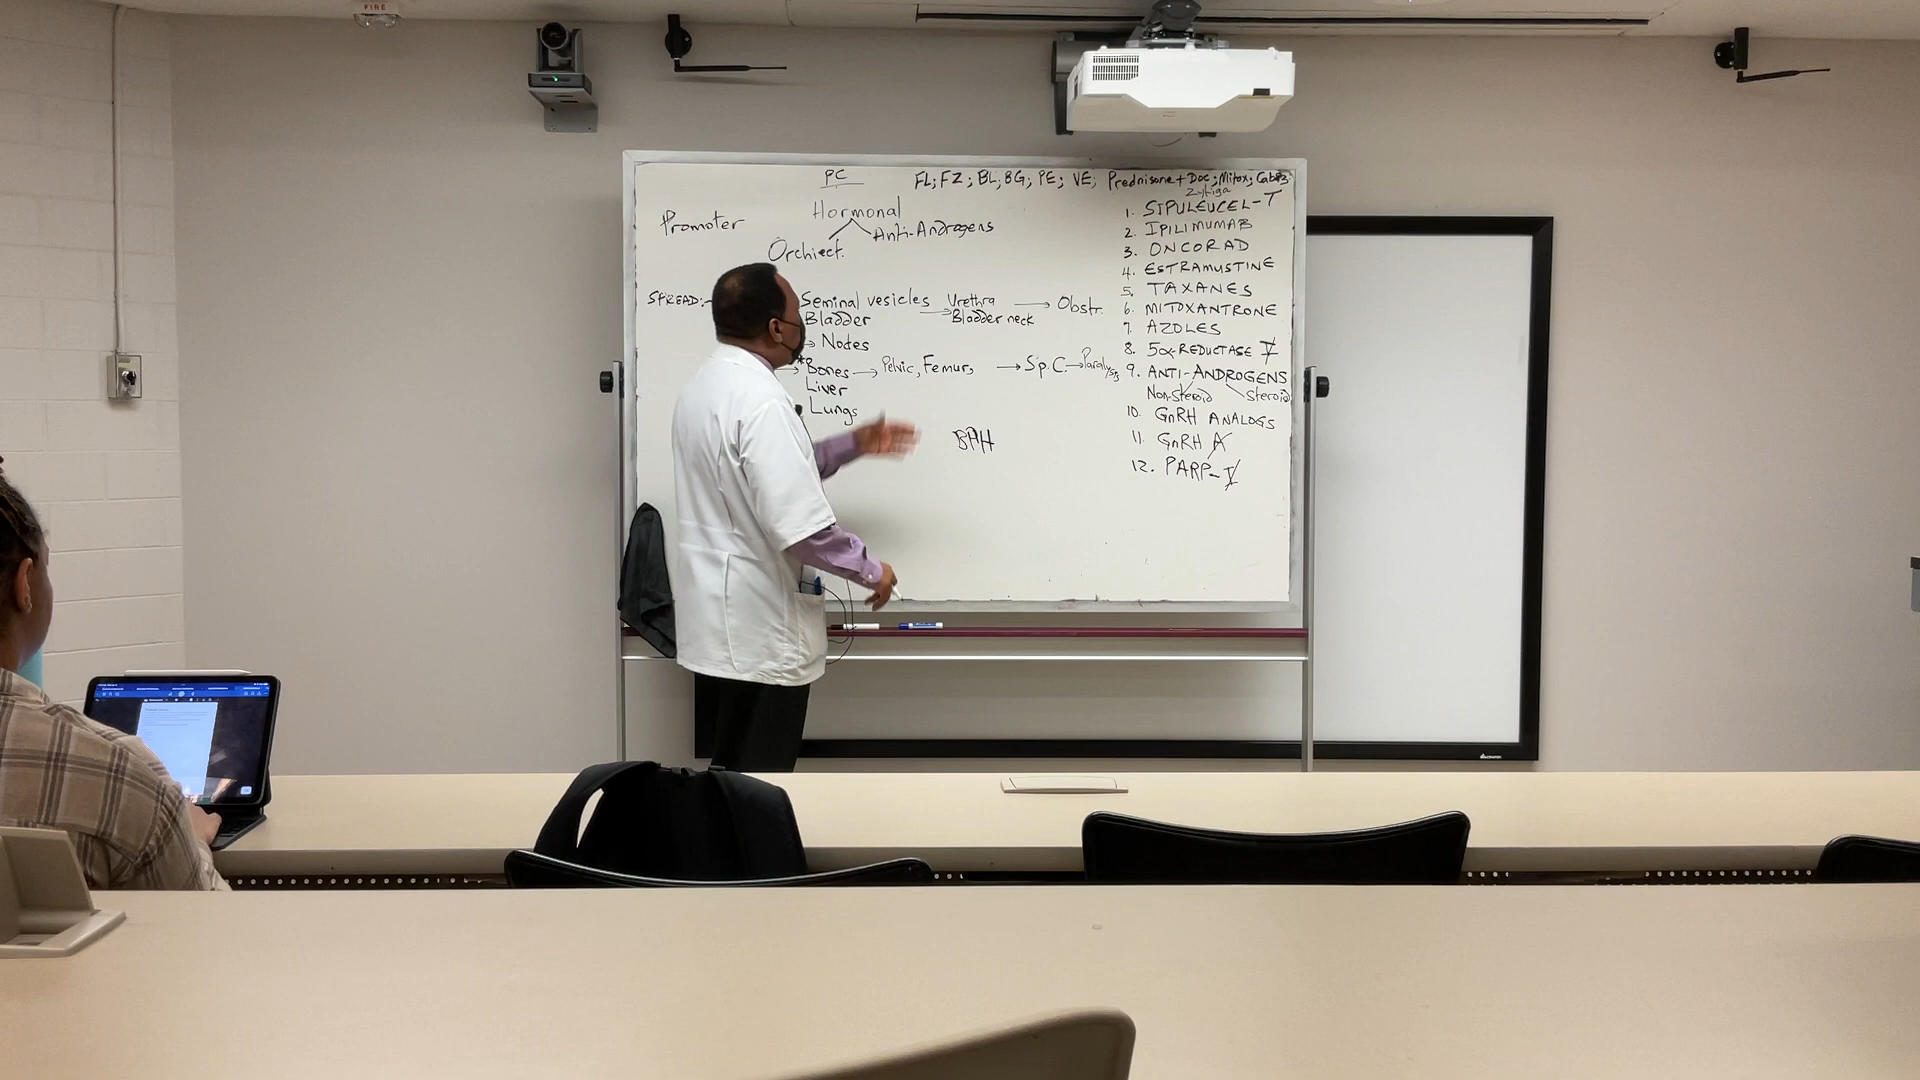 FIRE
PC
FL; FZ; BL; BG; PE; VE; Prednisone + Doc; Mitox;
Zytiga
Promoter
Hormonal
Orchiect.
Anti-Androgens
SPREAD:→
Seminal vesicles → Urethra → Obstr.
Bladder
Bladder neck
→ Nodes
*Bones → Pelvic, Femur, → Sp.C. → Paralysis
Liver
Lungs
BPH
1. SIPULEUCEL-T
2. IPILIMUMAB
3. ONCORAD
4. ESTRAMUSTINE
5. TAXANES
6. MITOXANTRONE
7. AZOLES
8. 5α-REDUCTASE I
9. ANTI-ANDROGENS
Non-Steroid Steroid
10. GnRH ANALOGS
11. GnRH A
12. PARP-I